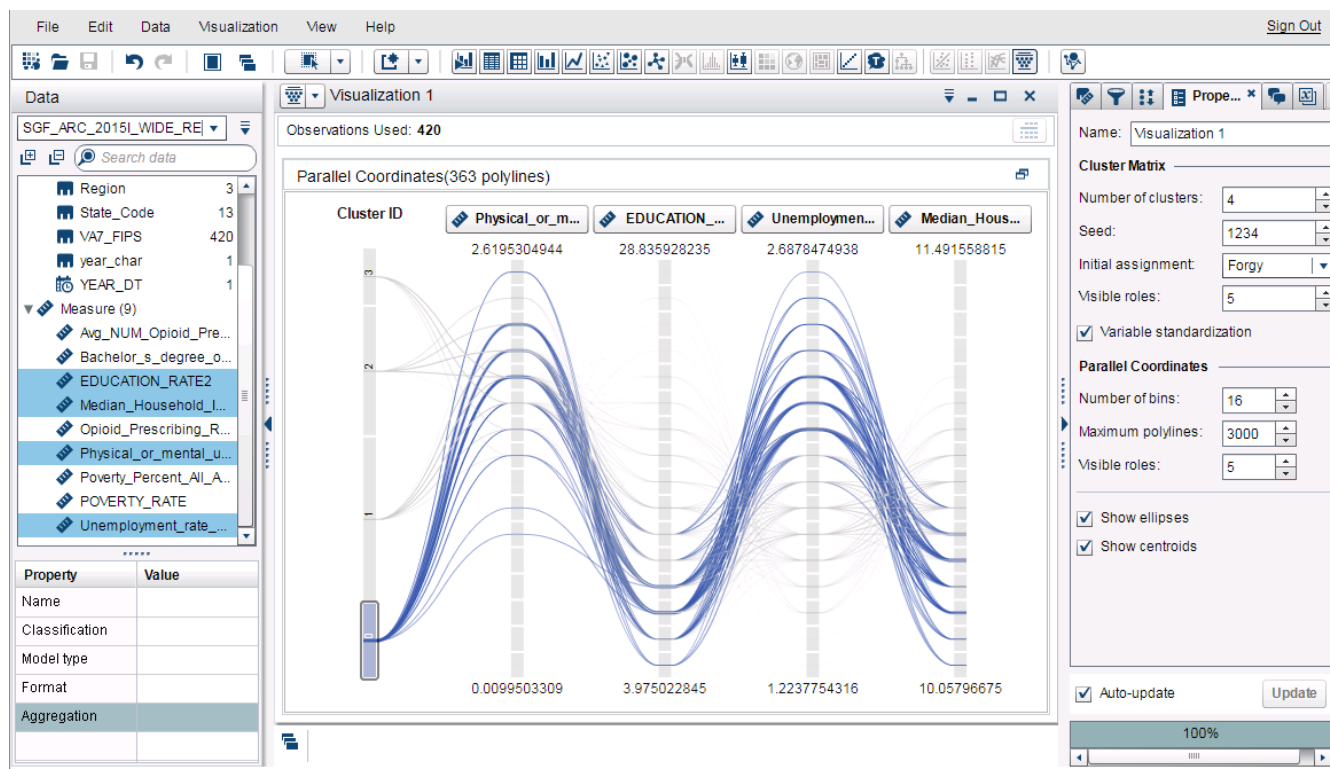 File Edit Data Visualization View Help Sign Out
Data
SGF_ARC_2015I_WIDE_RE
Search data
Region 3
State_Code 13
VA7_FIPS 420
year_char 1
YEAR_DT 1
Measure (9)
Avg_NUM_Opioid_Pre...
Bachelor_s_degree_o...
EDUCATION_RATE2
Median_Household_I...
Opioid_Prescribing_R...
Physical_or_mental_u...
Poverty_Percent_All_A...
POVERTY_RATE
Unemployment_rate_...
Property Value
Name
Classification
Model type
Format
Aggregation
Visualization 1
Observations Used: 420
Parallel Coordinates(363 polylines)
Cluster ID Physical_or_m... EDUCATION_... Unemploymen... Median_Hous...
2.6195304944 28.835928235 2.6878474938 11.491558815
3
2
1
0
0.0099503309 3.975022845 1.2237754316 10.05796675
Prope...
Name: Visualization 1
Cluster Matrix
Number of clusters: 4
Seed: 1234
Initial assignment: Forgy
Visible roles: 5
Variable standardization
Parallel Coordinates
Number of bins: 16
Maximum polylines: 3000
Visible roles: 5
Show ellipses
Show centroids
Auto-update Update
100%